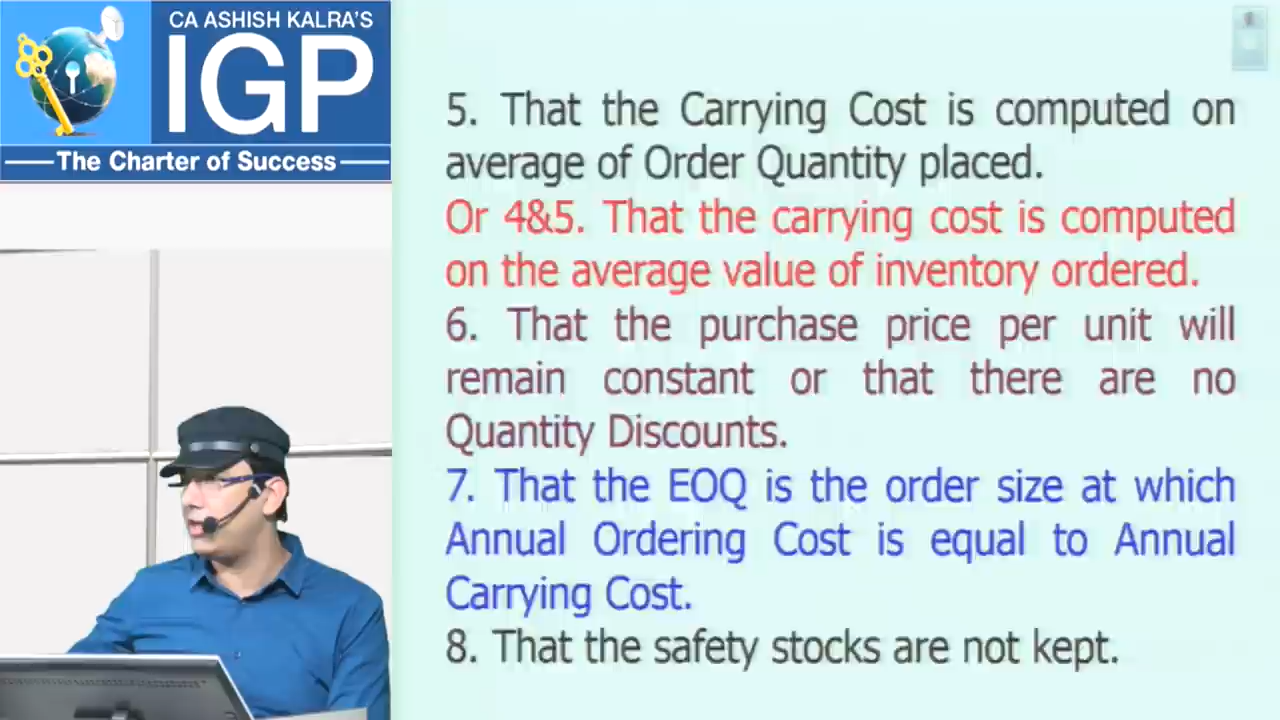 CA ASHISH KALRA'S
IGP
The Charter of Success
5. That the Carrying Cost is computed on
average of Order Quantity placed.
Or 4&5. That the carrying cost is computed
on the average value of inventory ordered.
6. That the purchase price per unit will
remain constant or that there are no
Quantity Discounts.
7. That the EOQ is the order size at which
Annual Ordering Cost is equal to Annual
Carrying Cost.
8. That the safety stocks are not kept.